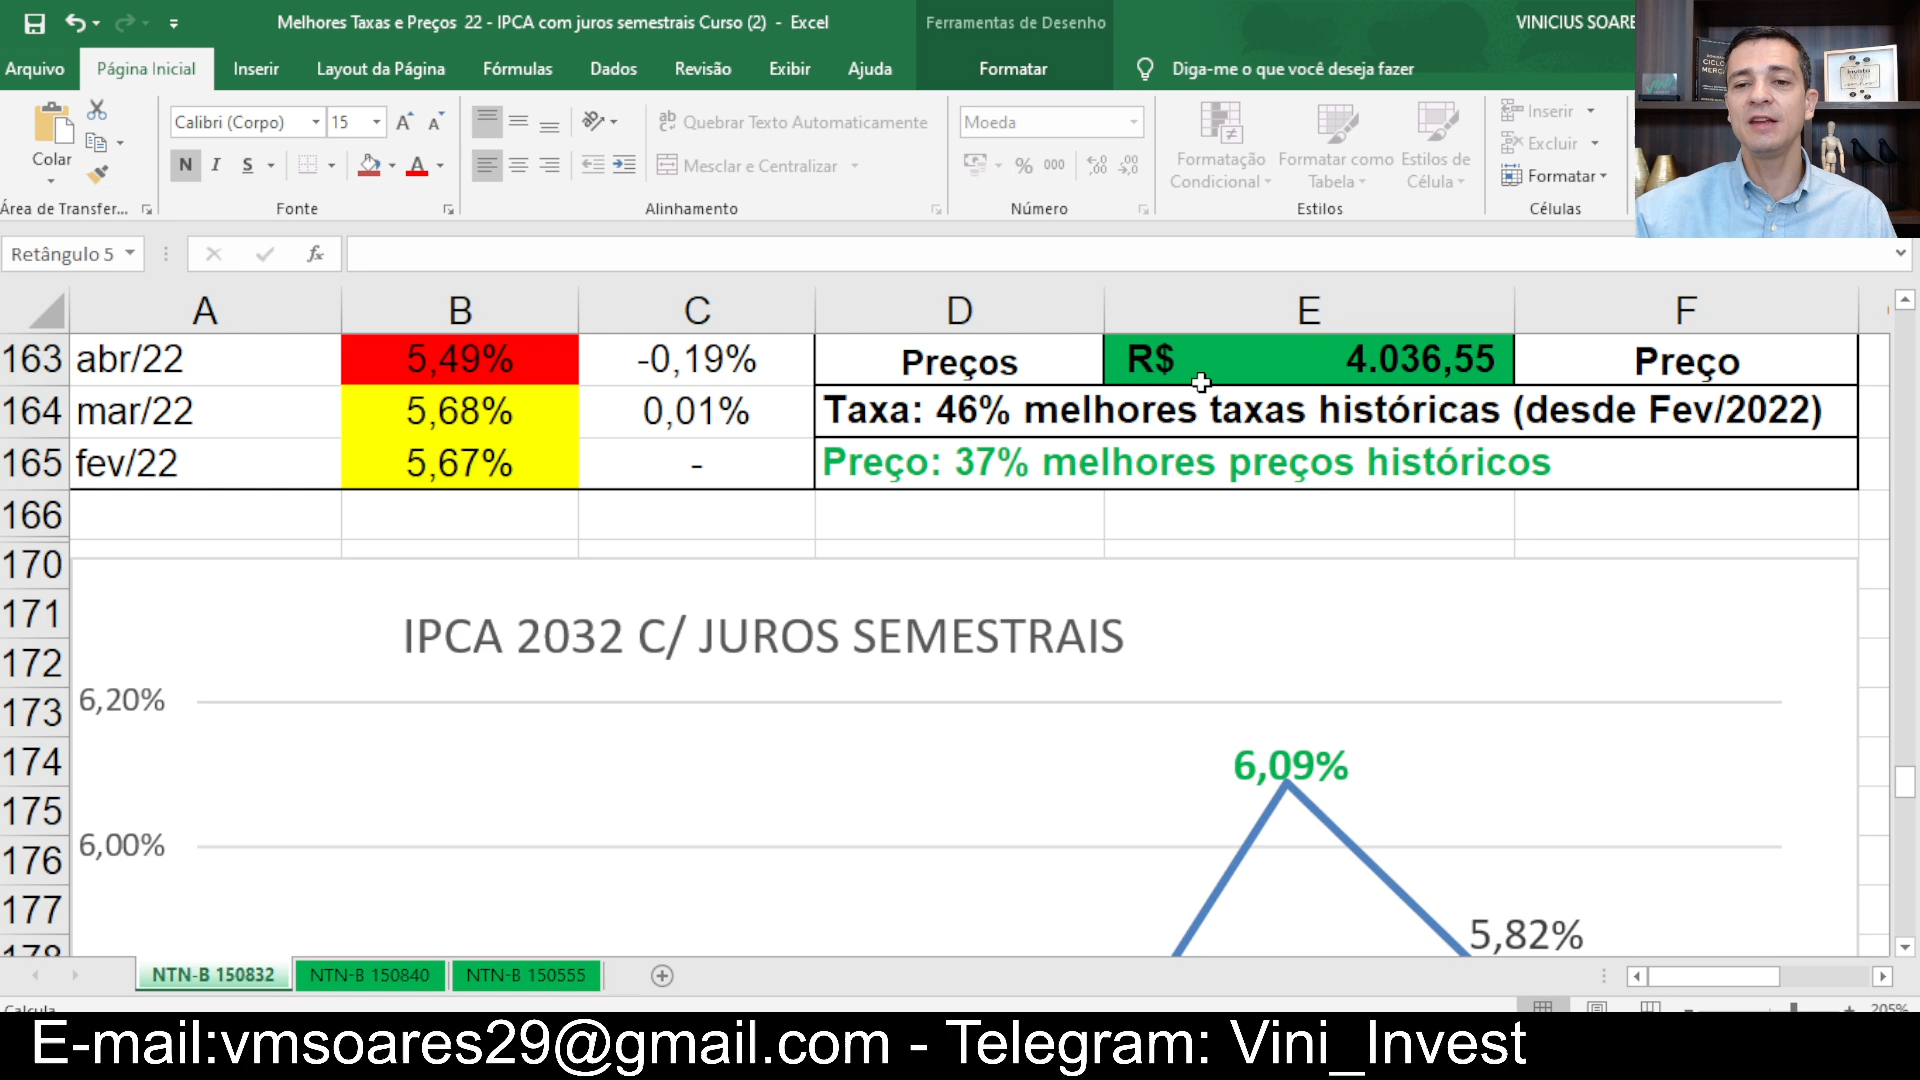 Melhores Taxas e Preços 22 - IPCA com juros semestrais Curso (2) - Excel
Ferramentas de Desenho
VINICIUS SOARE
Arquivo Página Inicial Inserir Layout da Página Fórmulas Dados Revisão Exibir Ajuda Formatar Diga-me o que você deseja fazer
Calibri (Corpo) 15
Quebrar Texto Automaticamente
Moeda
Inserir
Colar
N I S
Mesclar e Centralizar
% 000
Formatação Condicional
Formatar como Tabela
Estilos de Célula
Excluir
Formatar
Área de Transfer... Fonte Alinhamento Número Estilos Células
Retângulo 5 fx
A B C D E F
163 abr/22 5,49% -0,19% Preços R$ 4.036,55 Preço
164 mar/22 5,68% 0,01% Taxa: 46% melhores taxas históricas (desde Fev/2022)
165 fev/22 5,67% - Preço: 37% melhores preços históricos
166
170
171
IPCA 2032 C/ JUROS SEMESTRAIS
172
173 6,20%
174 6,09%
175
176 6,00%
177
178 5,82%
NTN-B 150832 NTN-B 150840 NTN-B 150555
205%
E-mail:vmsoares29@gmail.com - Telegram: Vini_Invest